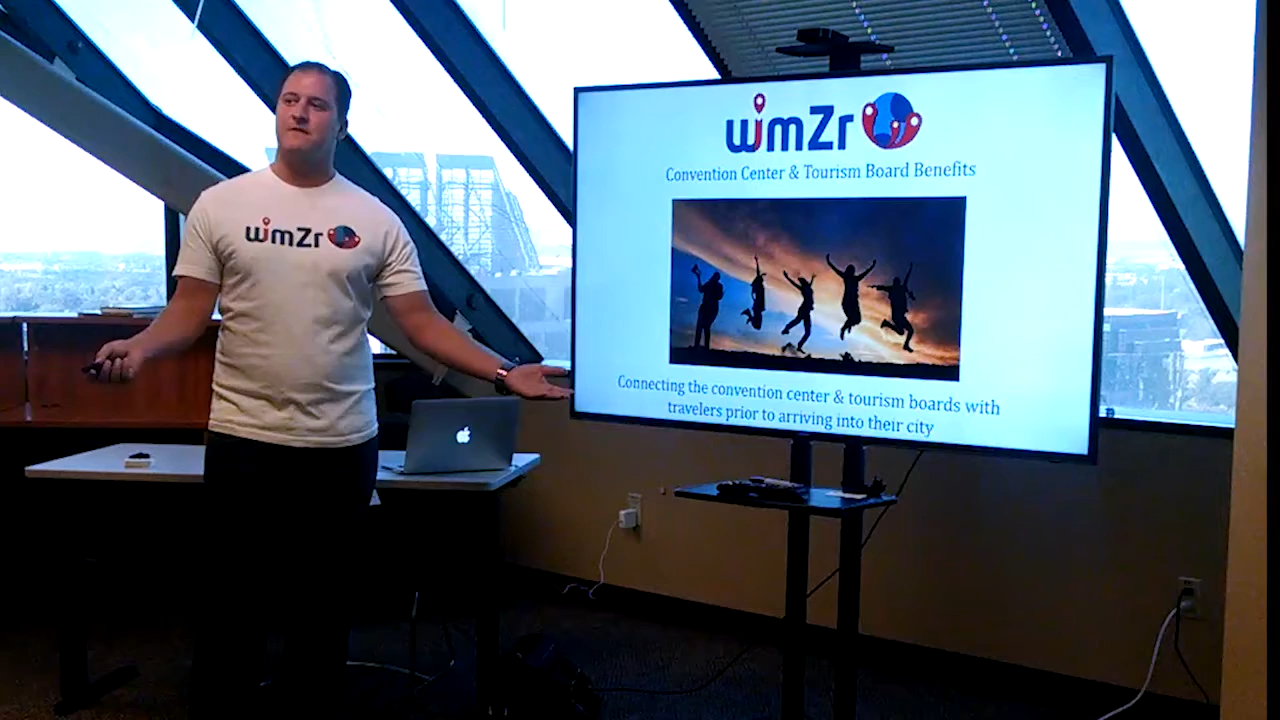 wimZr
wimZr
Convention Center & Tourism Board Benefits
Connecting the convention center & tourism boards with
travelers prior to arriving into their city